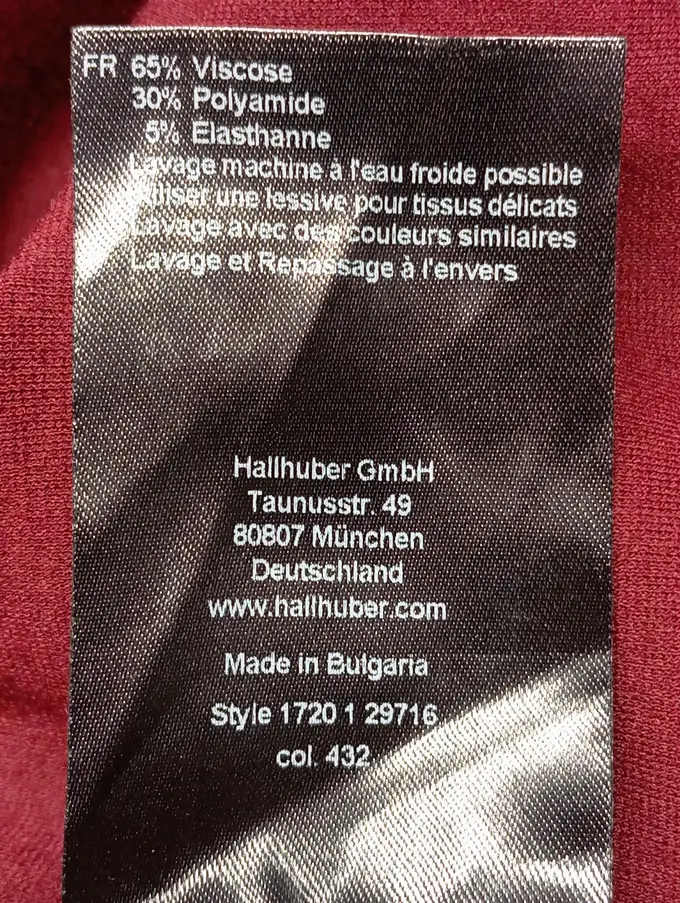 FR 65% Viscose
30% Polyamide
5% Elasthanne
Lavage machine à l'eau froide possible
Utiliser une lessive pour tissus délicats
Lavage avec des couleurs similaires
Lavage et Repassage à l'envers
Hallhuber GmbH
Taunusstr. 49
80807 München
Deutschland
www.hallhuber.com
Made in Bulgaria
Style 1720 1 29716
col. 432